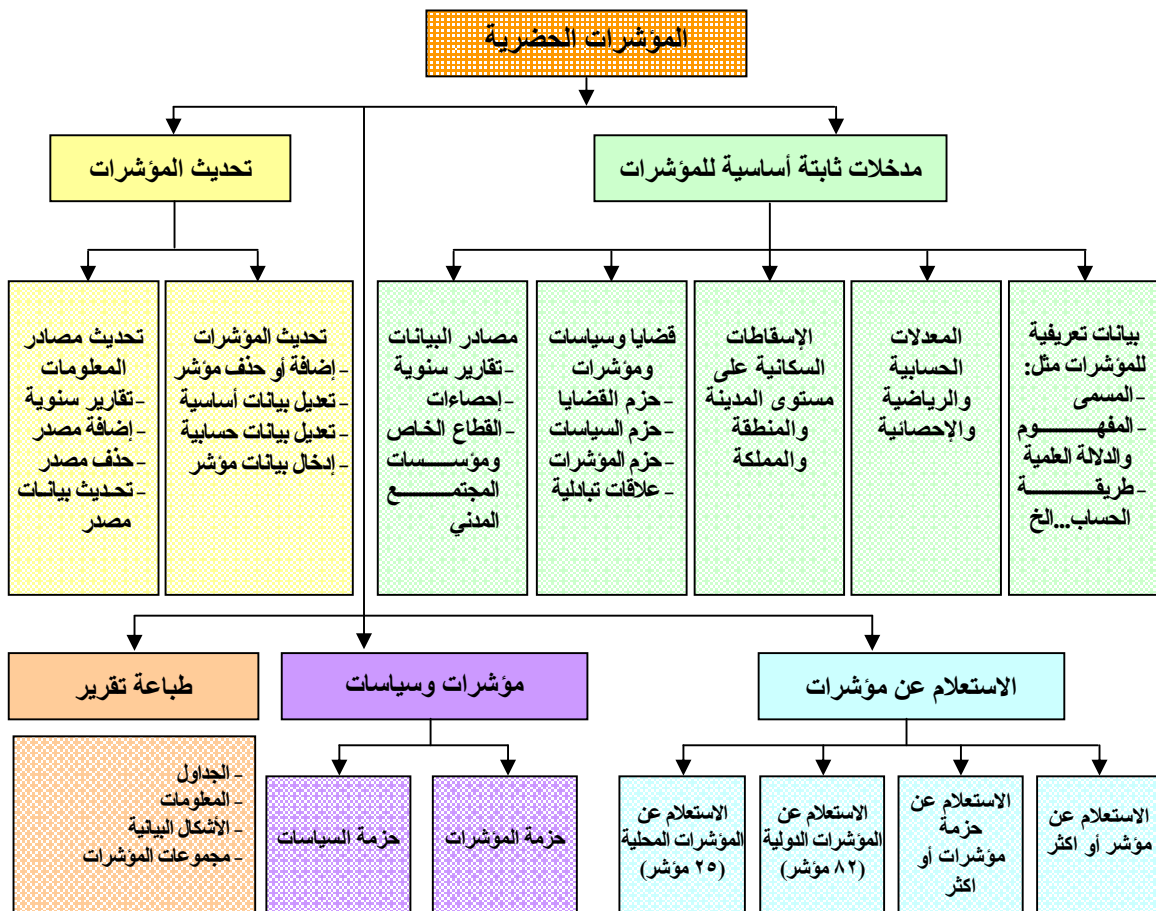 المؤشرات الحضرية
مدخلات ثابتة أساسية للمؤشرات
تحديث المؤشرات
بيانات تعريفية
للمؤشرات مثل:
- المسمى
- المفهــــــوم
والدلالة العلمية
- طريقــــــــة
الحساب...الخ
المعدلات
الحسابية
والرياضية
والإحصائية
الإسقاطات
السكانية على
مستوى المدينة
والمنطقة
والمملكة
قضايا وسياسات
ومؤشرات
- حزم القضايا
- حزم السياسات
- حزم المؤشرات
- علاقات تبادلية
مصادر البيانات
- تقارير سنوية
- إحصاءات
- القطاع الخاص
ومؤسســــات
المجتمــــــــع
المدني
تحديث المؤشرات
- إضافة أو حذف مؤشر
- تعديل بيانات أساسية
- تعديل بيانات حسابية
- إدخال بيانات مؤشر
تحديث مصادر
المعلومات
- تقارير سنوية
- إضافة مصدر
- حذف مصدر
- تحديث بيانات
مصدر
الاستعلام عن مؤشرات
مؤشرات وسياسات
طباعة تقرير
الاستعلام عن
مؤشر أو اكثر
الاستعلام عن
حزمة
مؤشرات أو
اكثر
الاستعلام عن
المؤشرات الدولية
(٨٢ مؤشر)
الاستعلام عن
المؤشرات المحلية
(٢٥ مؤشر)
حزمة المؤشرات
حزمة السياسات
- الجداول
- المعلومات
- الأشكال البيانية
- مجموعات المؤشرات